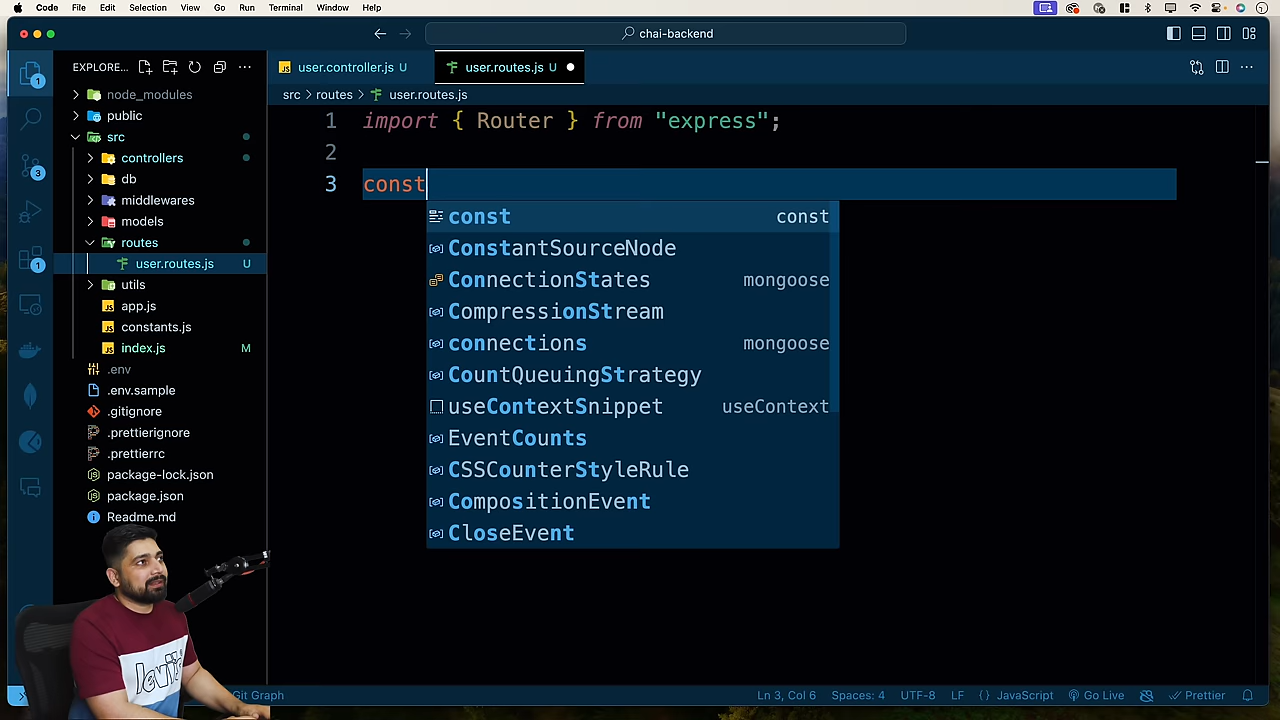 Code File Edit Selection View Go Run Terminal Window Help
chai-backend
EXPLORE...
user.controller.js U
user.routes.js U
src > routes > user.routes.js
node_modules
public
src
controllers
db
middlewares
models
routes
user.routes.js U
utils
app.js
constants.js
index.js M
.env
.env.sample
.gitignore
.prettierignore
.prettierrc
package-lock.json
package.json
Readme.md
1
3
1
1 import { Router } from "express";
2
3 const
const const
ConstantSourceNode
ConnectionStates mongoose
CompressionStream
connections mongoose
CountQueuingStrategy
useContextSnippet useContext
EventCounts
CSSCounterStyleRule
CompositionEvent
CloseEvent
Git Graph
Ln 3, Col 6 Spaces: 4 UTF-8 LF {} JavaScript Go Live Prettier